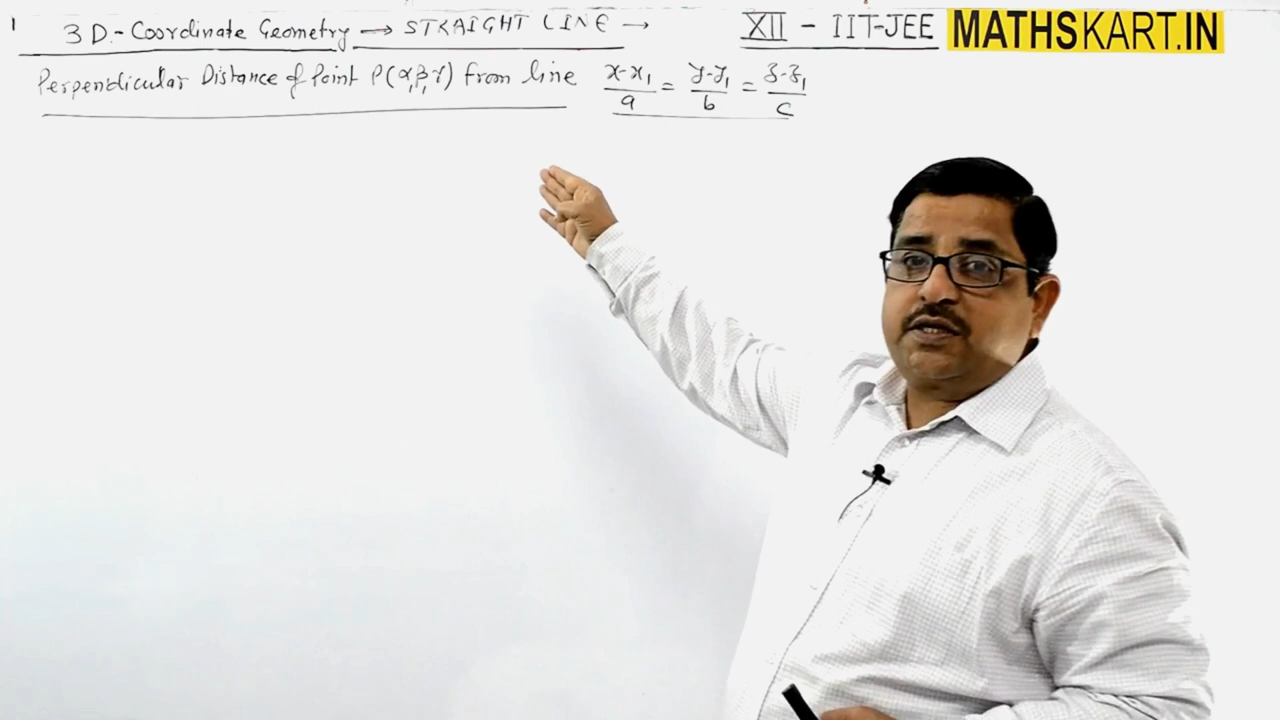 1 3D.-Coordinate Geometry → STRAIGHT LINE → XII - IIT-JEE MATHSKART.IN
Perpendicular Distance of Point P(α,β,γ) from line x-x₁/a = y-y₁/b = z-z₁/c